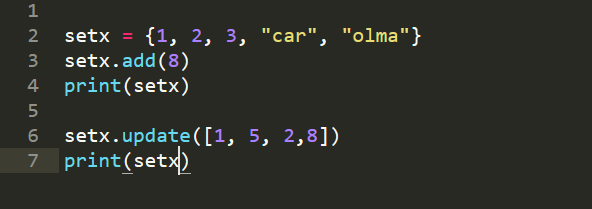 1
2 setx = {1, 2, 3, "car", "olma"}
3 setx.add(8)
4 print(setx)
5
6 setx.update([1, 5, 2,8])
7 print(setx)